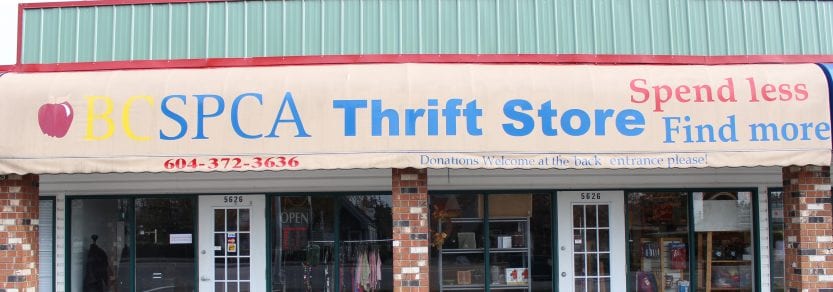 BCSPCA Thrift Store
Spend less
Find more
604-372-3636
Donations Welcome at the back entrance please!
5626
OPEN
5626